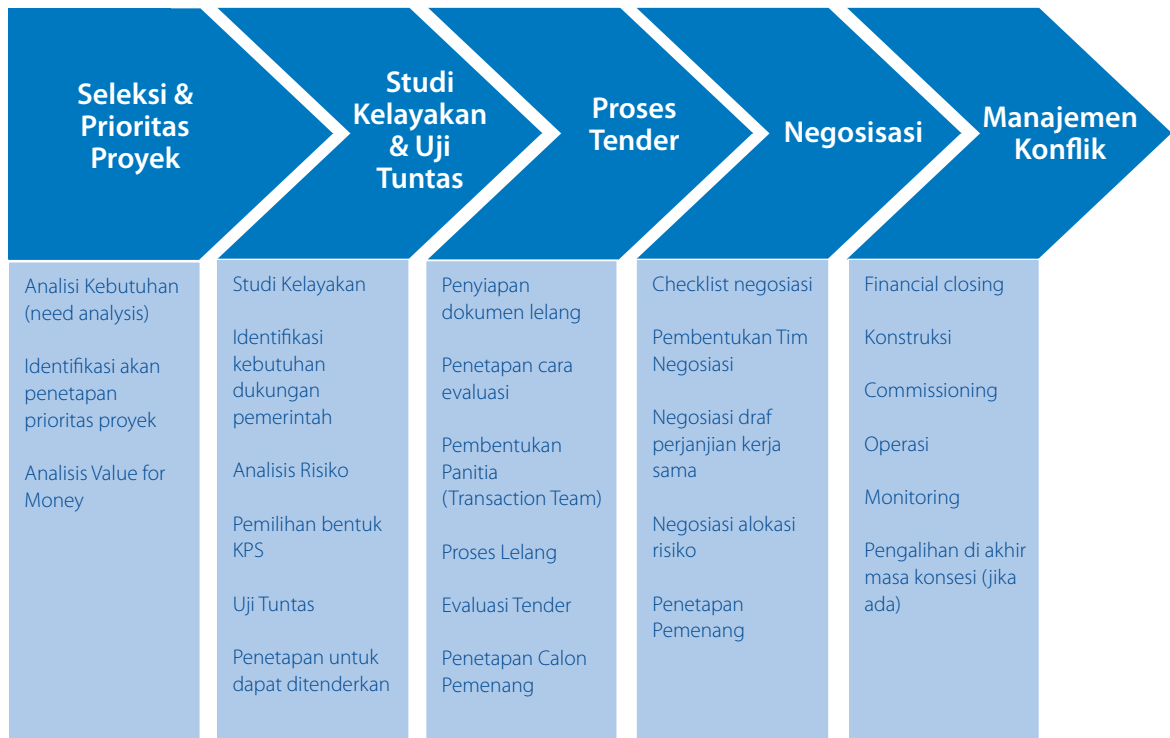 Seleksi &
Prioritas
Proyek
Studi
Kelayakan
& Uji
Tuntas
Proses
Tender
Negosisasi
Manajemen
Konflik
Analisi Kebutuhan
(need analysis)
Identifikasi akan
penetapan
prioritas proyek
Analisis Value for
Money
Studi Kelayakan
Identifikasi
kebutuhan
dukungan
pemerintah
Analisis Risiko
Pemilihan bentuk
KPS
Uji Tuntas
Penetapan untuk
dapat ditenderkan
Penyiapan
dokumen lelang
Penetapan cara
evaluasi
Pembentukan
Panitia
(Transaction Team)
Proses Lelang
Evaluasi Tender
Penetapan Calon
Pemenang
Checklist negosiasi
Pembentukan Tim
Negosiasi
Negosiasi draf
perjanjian kerja
sama
Negosiasi alokasi
risiko
Penetapan
Pemenang
Financial closing
Konstruksi
Commissioning
Operasi
Monitoring
Pengalihan di akhir
masa konsesi (jika
ada)